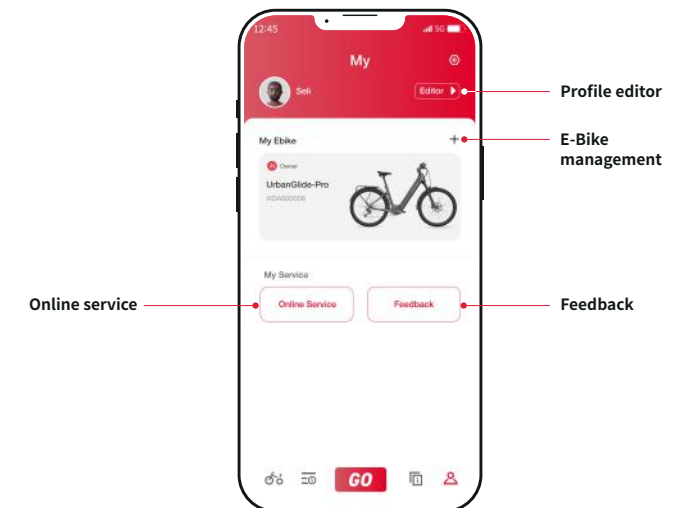 12:45
5G
My
Seli
Editor
Profile editor
My Ebike
E-Bike
management
Owner
UrbanGlide-Pro
My Service
Online service
Online Service
Feedback
Feedback
GO